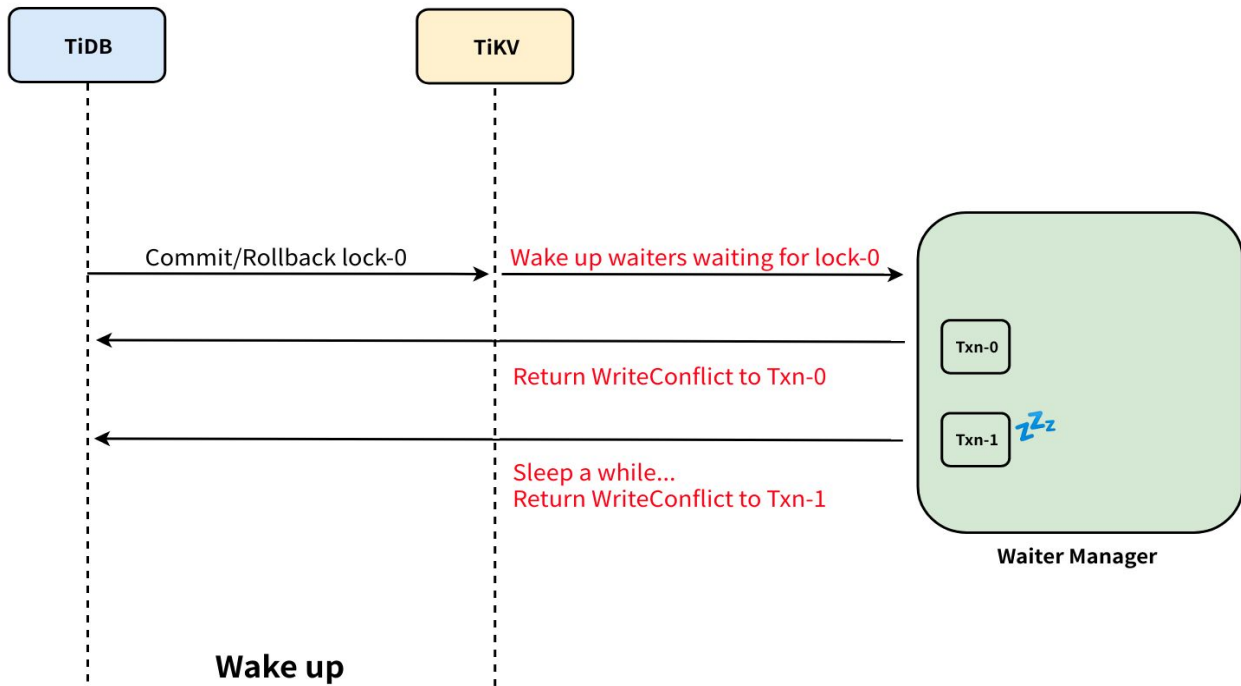 TiDB
TiKV
Commit/Rollback lock-0
Wake up waiters waiting for lock-0
Txn-0
Return WriteConflict to Txn-0
Txn-1
zzz
Sleep a while...
Return WriteConflict to Txn-1
Waiter Manager
Wake up